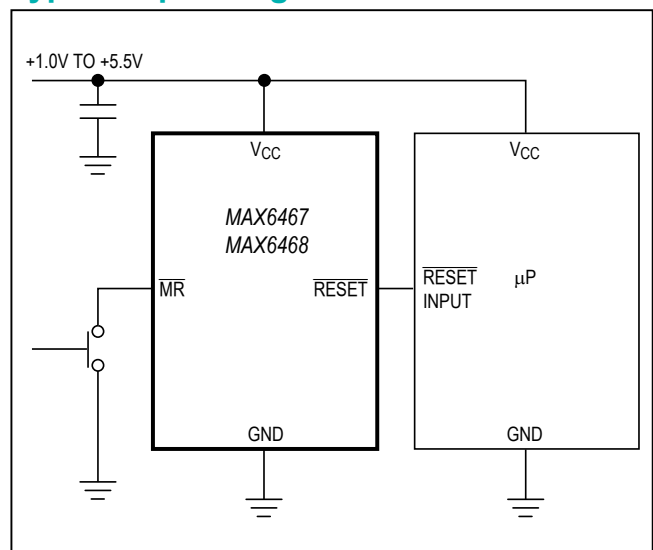 +1.0V TO +5.5V
VCC
VCC
MAX6467
MAX6468
MR
RESET
RESET
INPUT
μP
GND
GND